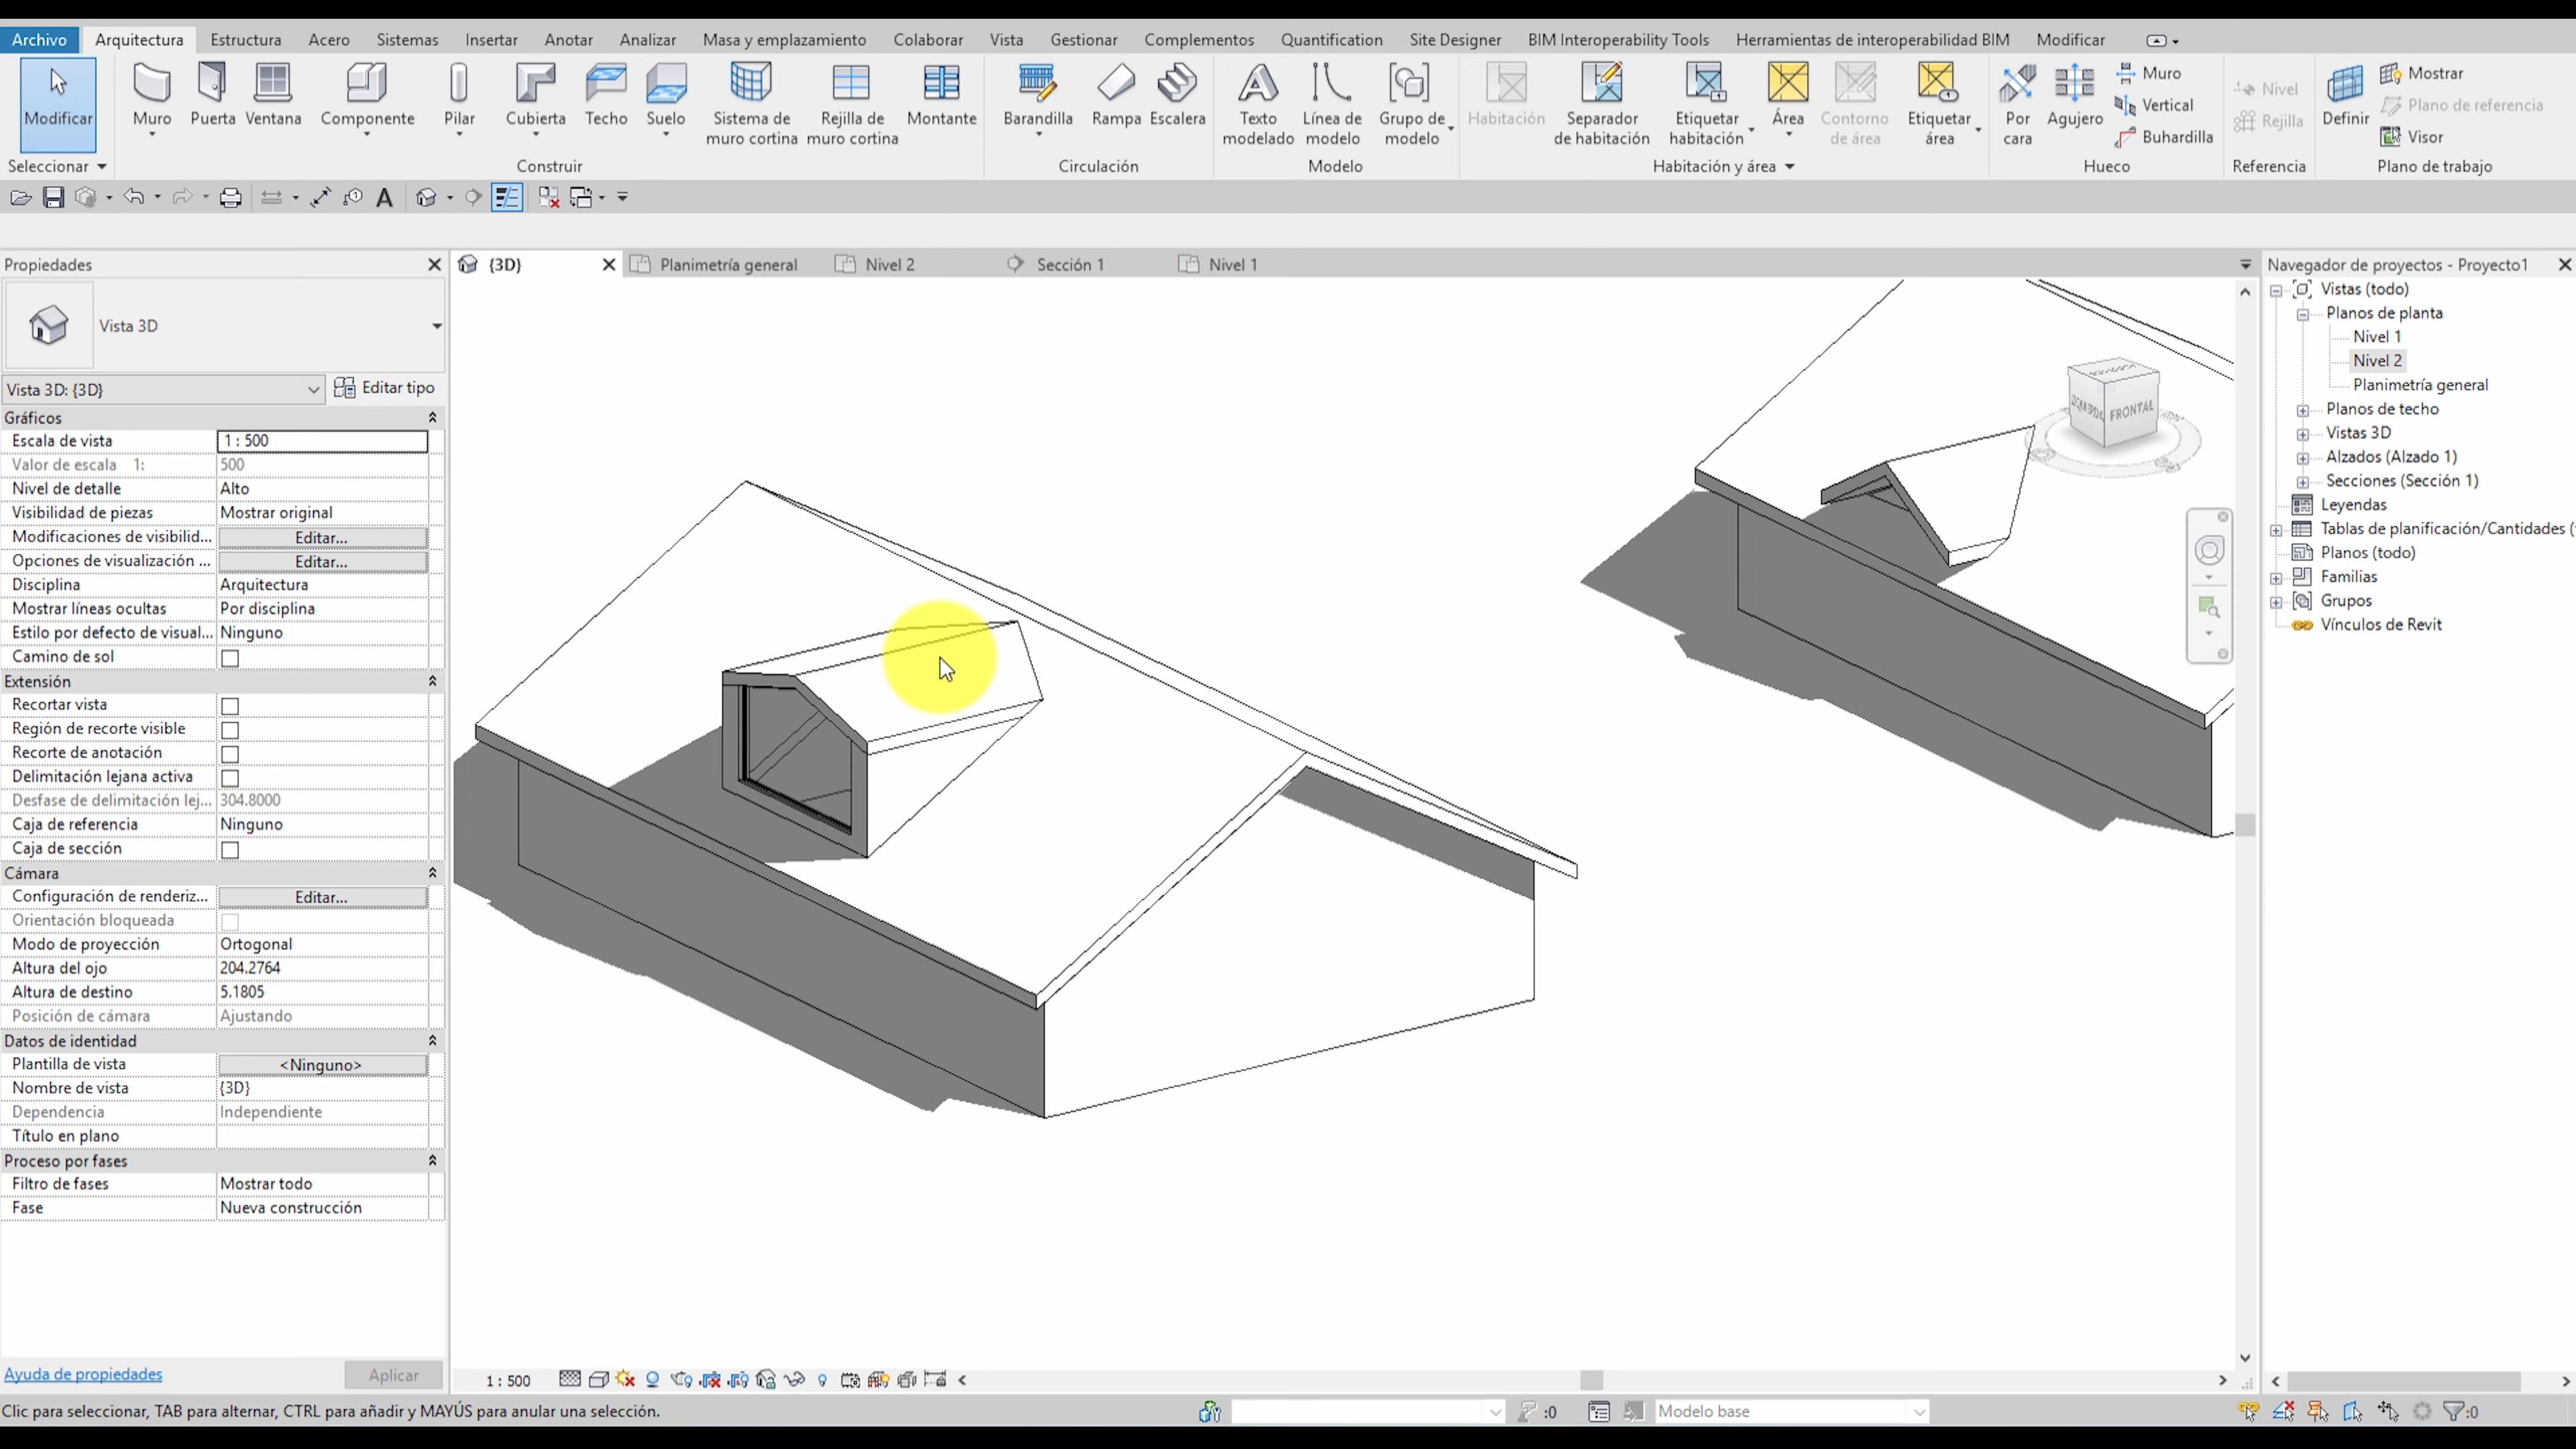 Archivo Arquitectura Estructura Acero Sistemas Insertar Anotar Analizar Masa y emplazamiento Colaborar Vista Gestionar Complementos Quantification Site Designer BIM Interoperability Tools Herramientas de interoperabilidad BIM Modificar
Modificar Muro Puerta Ventana Componente Pilar Cubierta Techo Suelo Sistema de muro cortina Rejilla de muro cortina Montante Barandilla Rampa Escalera Texto modelado Línea de modelo Grupo de modelo Habitación Separador de habitación Etiquetar habitación Área Contorno de área Etiquetar área Por cara Agujero Muro Vertical Buhardilla Nivel Rejilla Definir Mostrar Plano de referencia Visor
Seleccionar Construir Circulación Modelo Habitación y área Hueco Referencia Plano de trabajo
Propiedades
{3D} Planimetría general Nivel 2 Sección 1 Nivel 1
Vista 3D
Vista 3D: {3D} Editar tipo
Gráficos
Escala de vista 1 : 500
Valor de escala 1: 500
Nivel de detalle Alto
Visibilidad de piezas Mostrar original
Modificaciones de visibilid... Editar...
Opciones de visualización ... Editar...
Disciplina Arquitectura
Mostrar líneas ocultas Por disciplina
Estilo por defecto de visual... Ninguno
Camino de sol
Extensión
Recortar vista
Región de recorte visible
Recorte de anotación
Delimitación lejana activa
Desfase de delimitación lej... 304.8000
Caja de referencia Ninguno
Caja de sección
Cámara
Configuración de renderiz... Editar...
Orientación bloqueada
Modo de proyección Ortogonal
Altura del ojo 204.2764
Altura de destino 5.1805
Posición de cámara Ajustando
Datos de identidad
Plantilla de vista <Ninguno>
Nombre de vista {3D}
Dependencia Independiente
Título en plano
Proceso por fases
Filtro de fases Mostrar todo
Fase Nueva construcción
Ayuda de propiedades Aplicar
FRONTAL
Navegador de proyectos - Proyecto1
Vistas (todo)
Planos de planta
Nivel 1
Nivel 2
Planimetría general
Planos de techo
Vistas 3D
Alzados (Alzado 1)
Secciones (Sección 1)
Leyendas
Tablas de planificación/Cantidades (
Planos (todo)
Familias
Grupos
Vínculos de Revit
1 : 500
Clic para seleccionar, TAB para alternar, CTRL para añadir y MAYÚS para anular una selección. :0 Modelo base :0